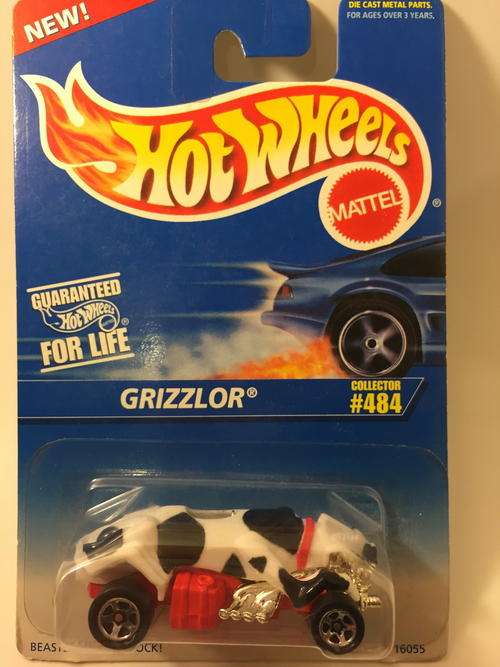 NEW!
DIE CAST METAL PARTS.
FOR AGES OVER 3 YEARS.
HOT WHEELS
MATTEL
®
GUARANTEED
Hot Wheels ®
FOR LIFE
GRIZZLOR®
COLLECTOR
#484
16055